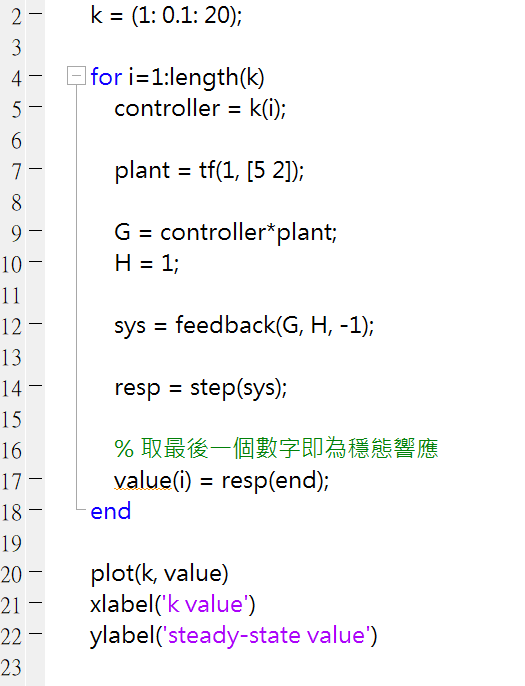 2 k = (1: 0.1: 20);
3
4 for i=1:length(k)
5 controller = k(i);
6
7 plant = tf(1, [5 2]);
8
9 G = controller*plant;
10 H = 1;
11
12 sys = feedback(G, H, -1);
13
14 resp = step(sys);
15
16 % 取最後一個數字即為穩態響應
17 value(i) = resp(end);
18 end
19
20 plot(k, value)
21 xlabel('k value')
22 ylabel('steady-state value')
23